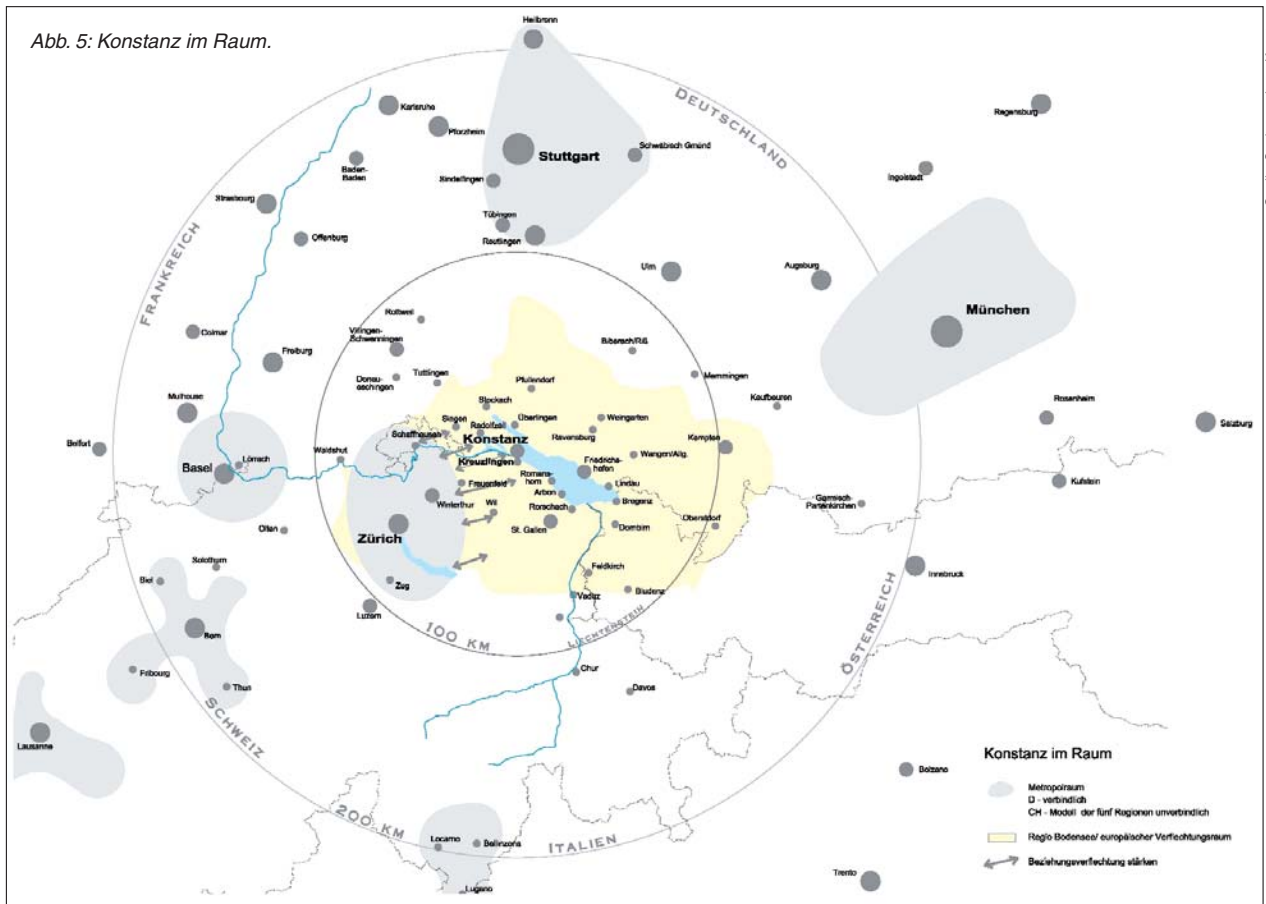 Abb. 5: Konstanz im Raum.
Heilbronn
DEUTSCHLAND
Karlsruhe
Regensburg
Pforzheim
Stuttgart
Schwäbisch Gmünd
Baden-
Baden
Ingolstadt
Sindelfingen
Strasbourg
Tübingen
Offenburg
Reutlingen
FRANKREICH
Ulm
Augsburg
München
Rottweil
Colmar
Villingen-
Schwenningen
Biberach/Riß
Freiburg
Donau-
eschingen
Tuttlingen
Memmingen
Pfullendorf
Kaufbeuren
Mulhouse
Stockach
Rosenheim
Salzburg
Singen
Radolfzell
Überlingen
Weingarten
Belfort
Schaffhausen
Konstanz
Ravensburg
Kempten
Waldshut
Lörrach
Basel
Kreuzlingen
Friedrichs-
hafen
Wangen/Allg.
Frauenfeld
Romans-
horn
Lindau
Kufstein
Winterthur
Wil
Arbon
Bregenz
Garmisch-
Partenkirchen
Rorschach
Olten
Zürich
St. Gallen
Dornbirn
Oberstdorf
Solothurn
Feldkirch
Innsbruck
Biel
Zug
Vaduz
Bludenz
Luzern
LIECHTENSTEIN
100 KM
Bern
ÖSTERREICH
Fribourg
Chur
Thun
Davos
SCHWEIZ
Lausanne
Bolzano
200 KM
ITALIEN
Locarno
Bellinzona
Lugano
Trento
Konstanz im Raum
Metropolraum
D - verbindlich
CH - Modell der fünf Regionen unverbindlich
Regio Bodensee/ europäischer Verflechtungsraum
Beziehungsverflechtung stärken